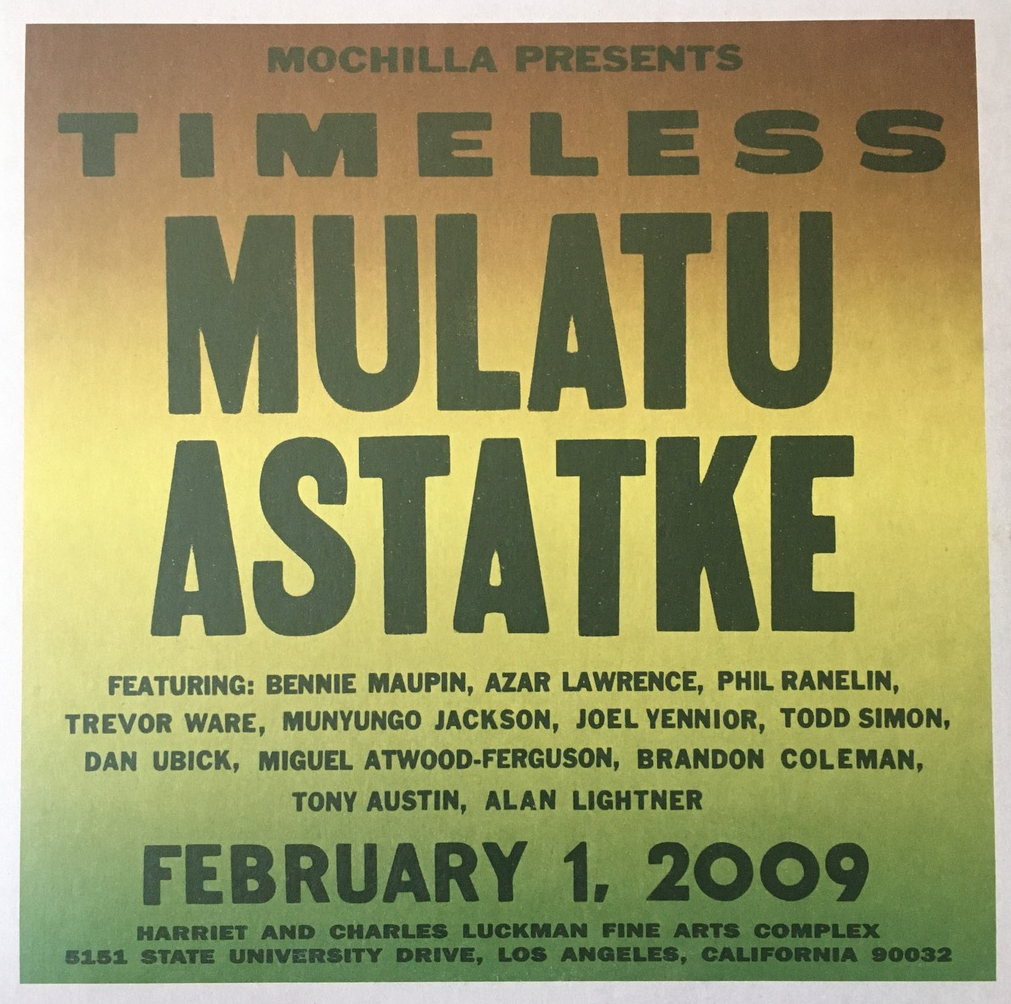 MOCHILLA PRESENTS
TIMELESS
MULATU
ASTATKE
FEATURING: BENNIE MAUPIN, AZAR LAWRENCE, PHIL RANELIN,
TREVOR WARE, MUNYUNGO JACKSON, JOEL YENNIOR, TODD SIMON,
DAN UBICK, MIGUEL ATWOOD-FERGUSON, BRANDON COLEMAN,
TONY AUSTIN, ALAN LIGHTNER
FEBRUARY 1, 2009
HARRIET AND CHARLES LUCKMAN FINE ARTS COMPLEX
5151 STATE UNIVERSITY DRIVE, LOS ANGELES, CALIFORNIA 90032